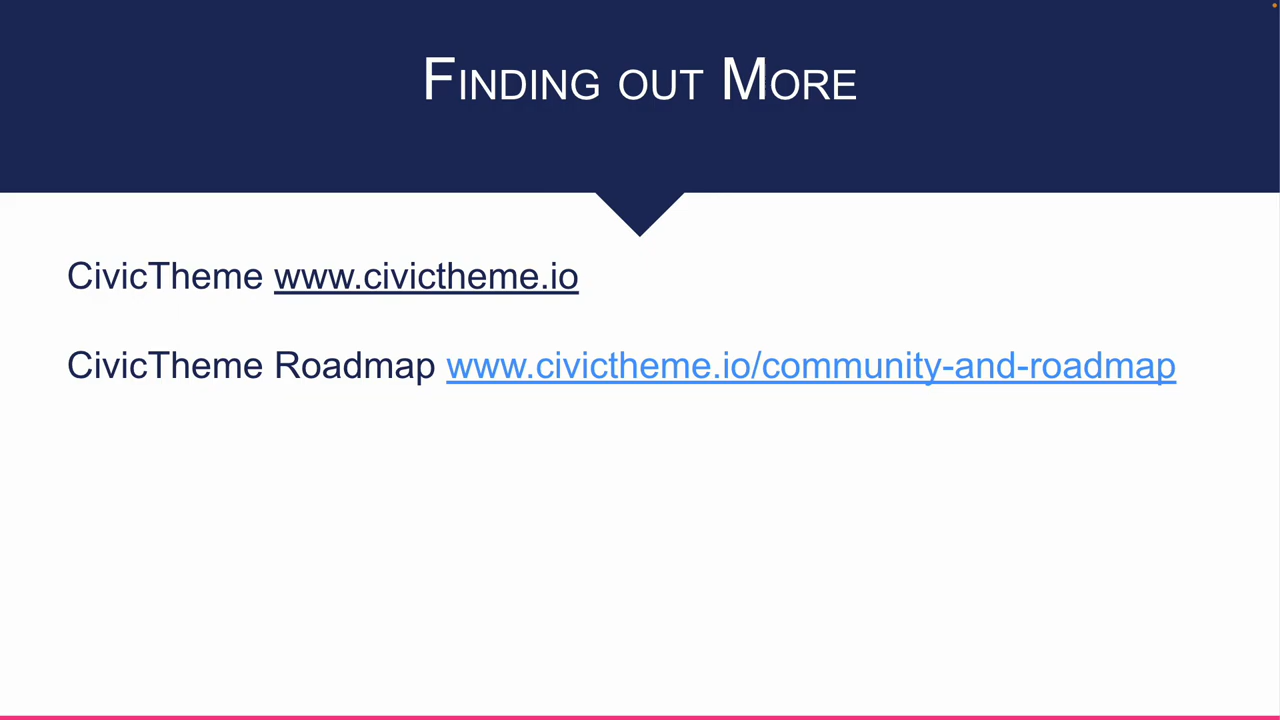 Finding out More
CivicTheme www.civictheme.io
CivicTheme Roadmap www.civictheme.io/community-and-roadmap